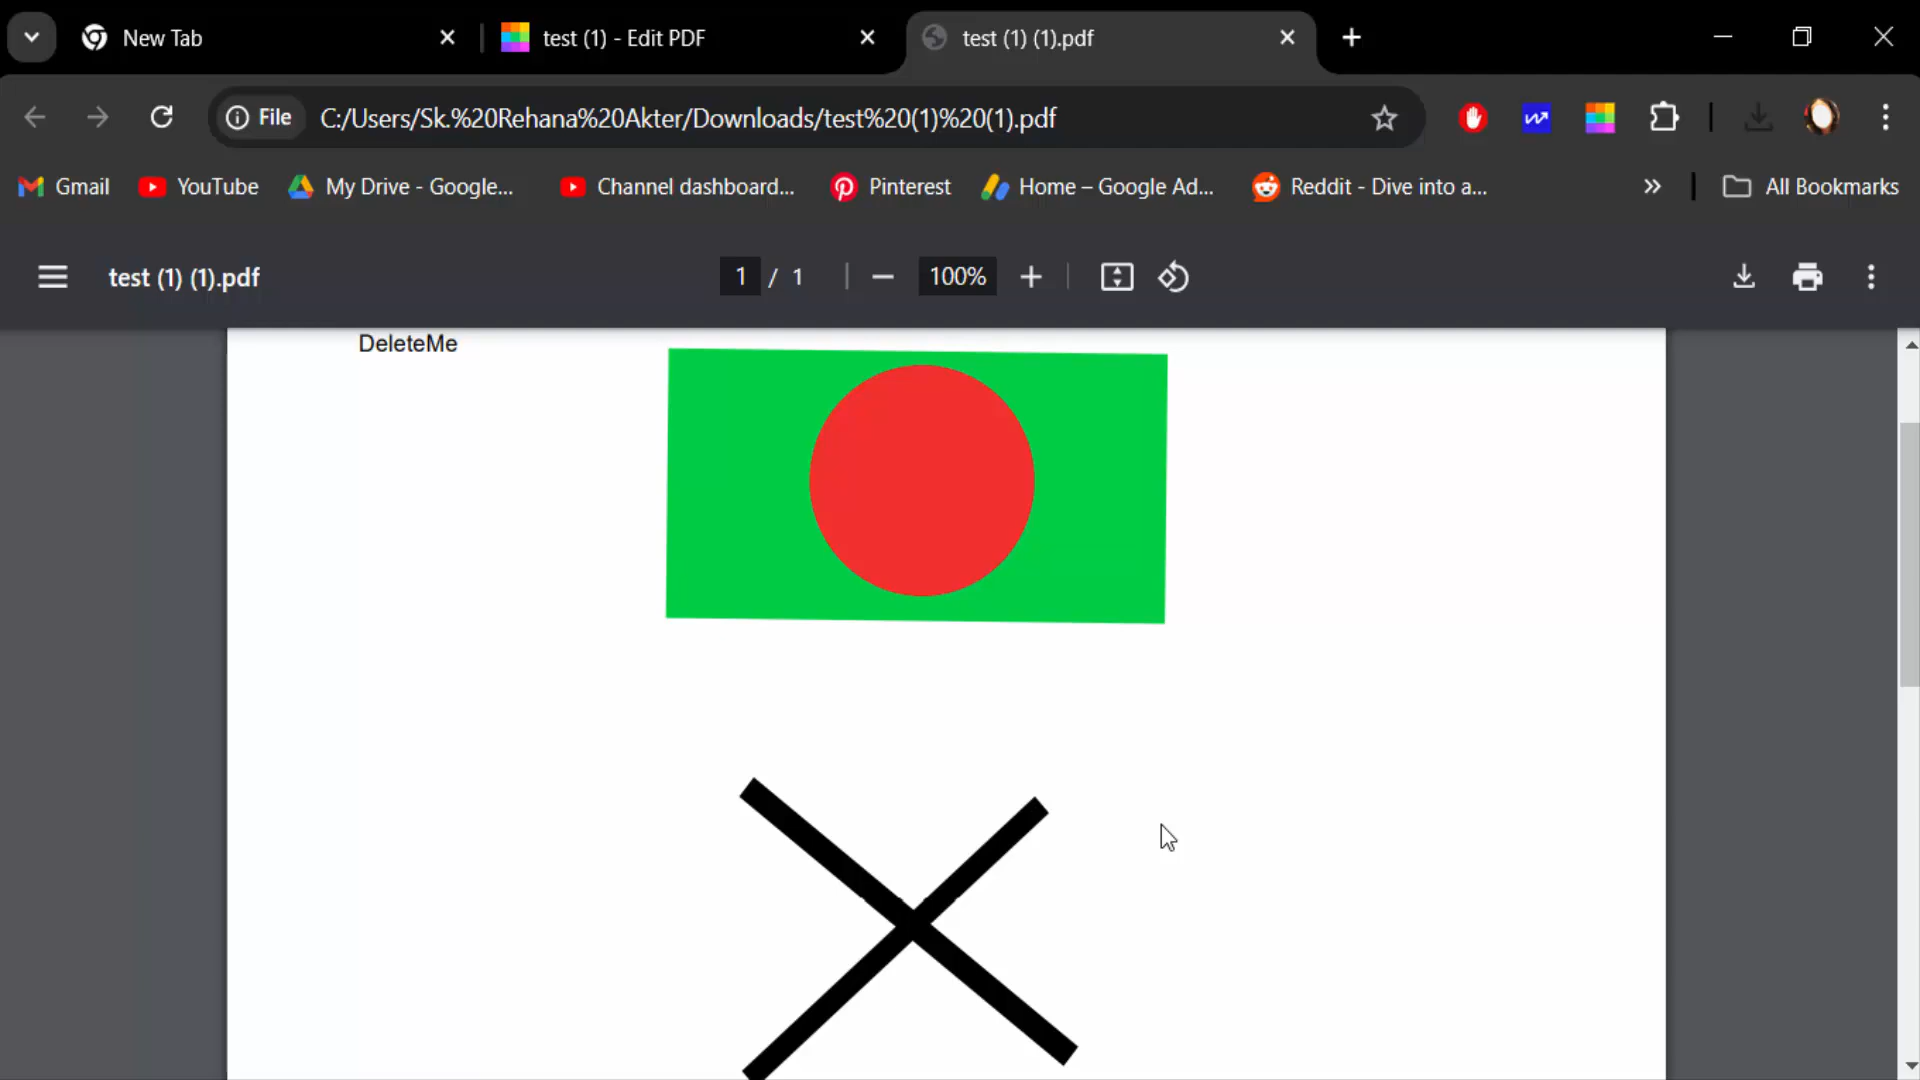 New Tab
test (1) - Edit PDF
test (1) (1).pdf
File
C:/Users/Sk.%20Rehana%20Akter/Downloads/test%20(1)%20(1).pdf
Gmail
YouTube
My Drive - Google...
Channel dashboard...
Pinterest
Home – Google Ad...
Reddit - Dive into a...
All Bookmarks
test (1) (1).pdf
1 / 1
100%
DeleteMe